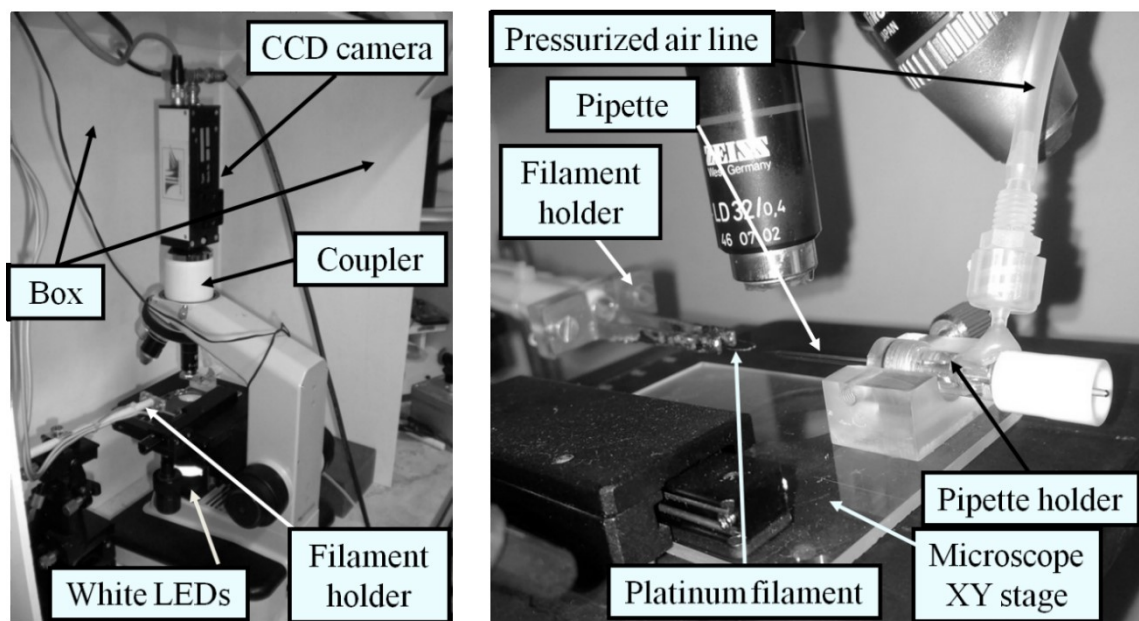 CCD camera
Box
Coupler
White LEDs
Filament
holder
Pressurized air line
Pipette
Filament
holder
JAPAN
ZEISS
West Germany
LD 32/0,4
46 07 02
Pipette holder
Platinum filament
Microscope
XY stage